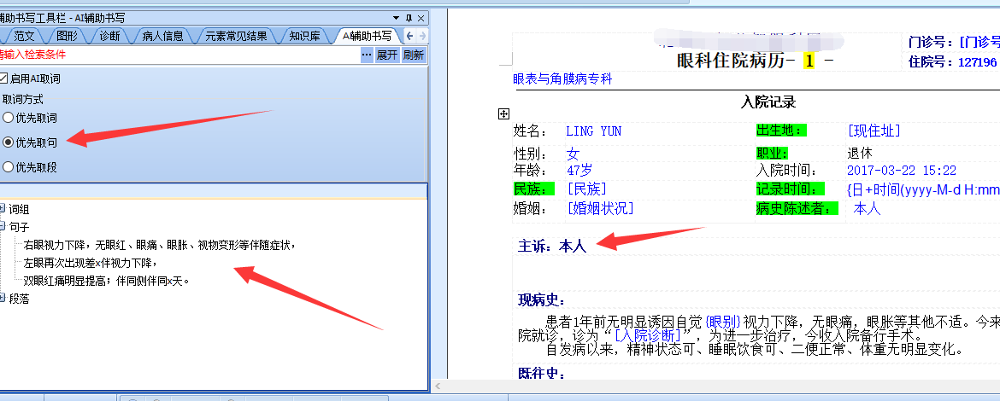 辅助书写工具栏 - AI辅助书写
范文 图形 诊断 病人信息 元素常见结果 知识库 AI辅助书写
请输入检索条件 ··· 展开 刷新
启用AI取词
取词方式
优先取词
优先取句
优先取段
词组
句子
右眼视力下降，无眼红、眼痛、眼胀、视物变形等伴随症状，
左眼再次出现差x伴视力下降，
双眼红痛明显提高；伴同侧伴同x天。
段落
门诊号：[门诊号
眼科住院病历- 1 -
住院号：127196
眼表与角膜病专科
入院记录
姓名： LING YUN 出生地： [现住址]
性别： 女 职业： 退休
年龄： 47岁 入院时间： 2017-03-22 15:22
民族： [民族] 记录时间： {日+时间(yyyy-M-d H:mm
婚姻： [婚姻状况] 病史陈述者： 本人
主诉：本人
现病史：
患者1年前无明显诱因自觉{眼别}视力下降，无眼痛，眼胀等其他不适。今来
院就诊，诊为“[入院诊断]”，为进一步治疗，今收入院备行手术。
自发病以来，精神状态可、睡眠饮食可、二便正常、体重无明显变化。
既往史：